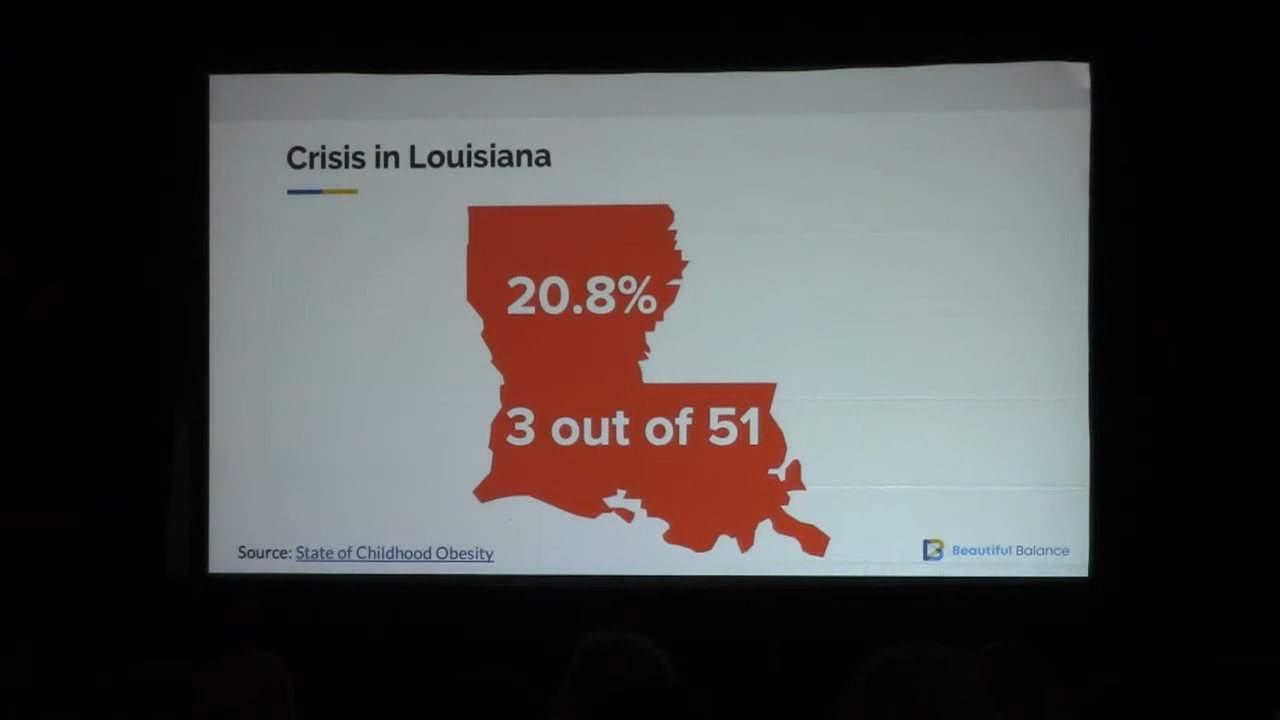 Crisis in Louisiana
20.8%
3 out of 51
Source: State of Childhood Obesity
Beautiful Balance